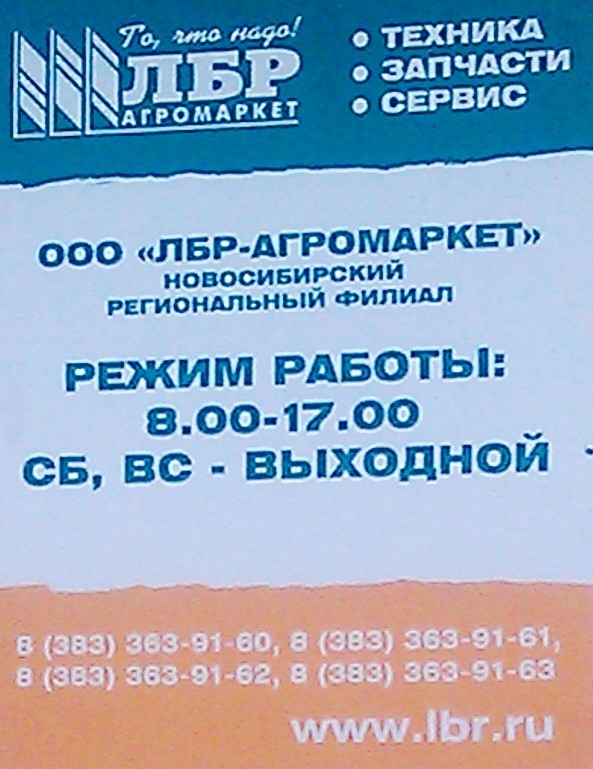 То, что надо!
ЛБР
АГРОМАРКЕТ
• ТЕХНИКА
• ЗАПЧАСТИ
• СЕРВИС
ООО «ЛБР-АГРОМАРКЕТ»
НОВОСИБИРСКИЙ
РЕГИОНАЛЬНЫЙ ФИЛИАЛ
РЕЖИМ РАБОТЫ:
8.00-17.00
СБ, ВС - ВЫХОДНОЙ
8 (383) 363-91-60, 8 (383) 363-91-61,
8 (383) 363-91-62, 8 (383) 363-91-63
www.lbr.ru